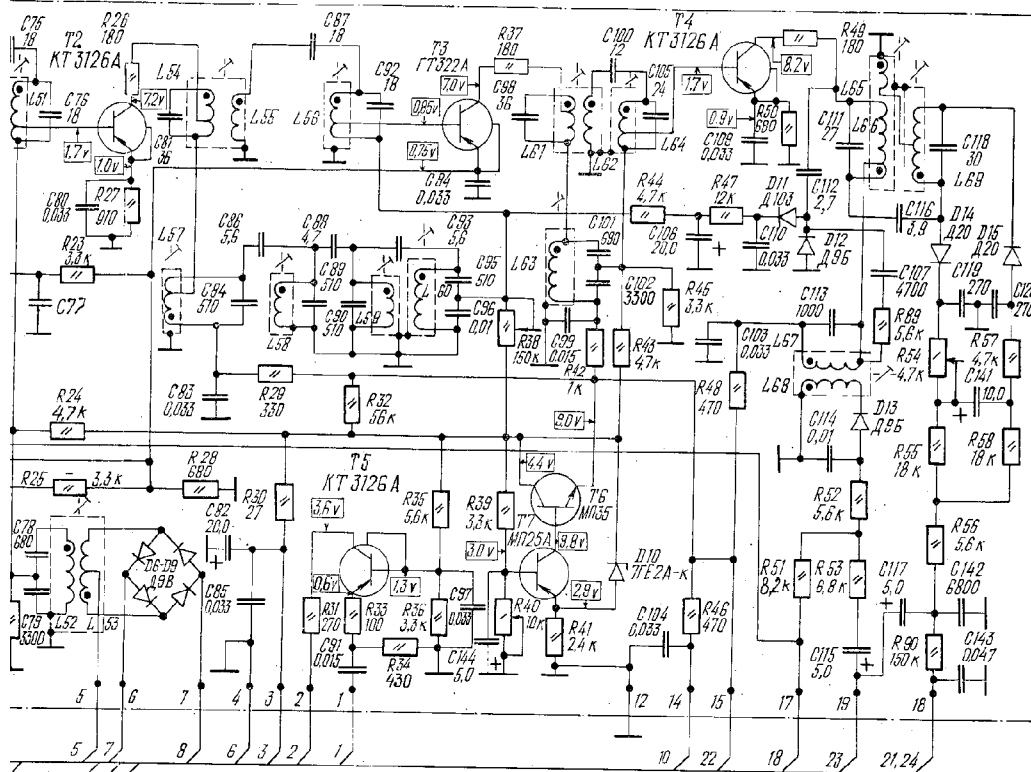 C75
18
R26
180
C87
18
T4
KT3126A
R49
180
T2
KT3126A
T3
ГТ322А
R37
180
C100
12
L51
C76
18
7,2v
L54
L55
L56
C92
18
7,0v
0,85v
C98
36
C105
24
1,7v
8,2v
L65
C81
36
1,7v
1,0v
0,75v
L61
L62
L64
0,9v
R50
680
C109
0,033
C111
27
L66
C118
30
L69
C80
0,033
R27
910
C94
0,033
R44
4,7к
R47
12к
D11
Д103
C112
2,7
C116
3,9
D14
Д20
D15
Д20
L57
C86
5,6
C88
4,7
C93
5,6
C101
680
C106
20,0
C110
0,033
D12
Д9Б
R23
3,3к
C77
C84
510
C89
510
C90
510
L59
L58
L60
C95
510
C96
0,01
L63
C102
3300
R45
3,3к
C107
4700
C119
270
C113
1000
R89
5,6к
R38
150к
C99
0,015
R42
1к
R43
4,7к
C103
0,033
L67
L68
R54
4,7к
R57
4,7к
C141
10,0
R24
4,7к
C83
0,033
R29
330
R32
56к
9,0v
R48
470
C114
0,01
D13
Д9Б
R55
18к
R58
18к
R25
3,3к
R28
680
T5
KT3126A
4,4v
T6
МП35
R30
27
C82
20,0
3,6v
R35
5,6к
R39
3,3к
T7
МП25А
9,8v
R52
5,6к
C78
680
D6-D9
Д9В
C85
0,033
0,6v
1,3v
3,0v
2,9v
D10
7ГЕ2А-К
R56
5,6к
C79
3300
L52
L53
R31
270
R33
100
R36
3,3к
C97
0,033
R40
10к
R41
2,4к
C104
0,033
R46
470
R51
8,2к
R53
6,8к
C117
5,0
C142
6800
C91
0,015
R34
430
C144
5,0
C115
5,0
R90
150к
C143
0,047
5
6
7
4
3
2
1
12
14
15
17
19
18
5
7
8
6
3
2
1
10
22
18
23
21,24